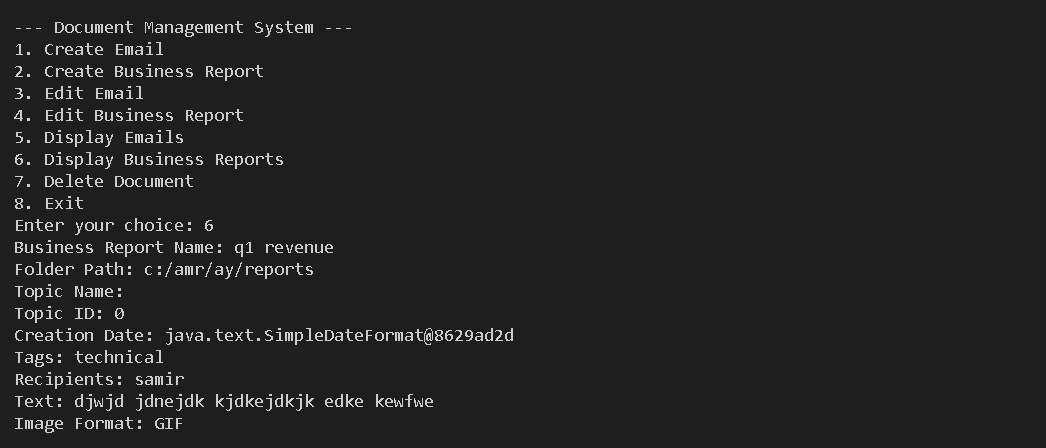 --- Document Management System ---
1. Create Email
2. Create Business Report
3. Edit Email
4. Edit Business Report
5. Display Emails
6. Display Business Reports
7. Delete Document
8. Exit
Enter your choice: 6
Business Report Name: q1 revenue
Folder Path: c:/amr/ay/reports
Topic Name:
Topic ID: 0
Creation Date: java.text.SimpleDateFormat@8629ad2d
Tags: technical
Recipients: samir
Text: djwjd jdnejdk kjdkejdkjk edke kewfwe
Image Format: GIF